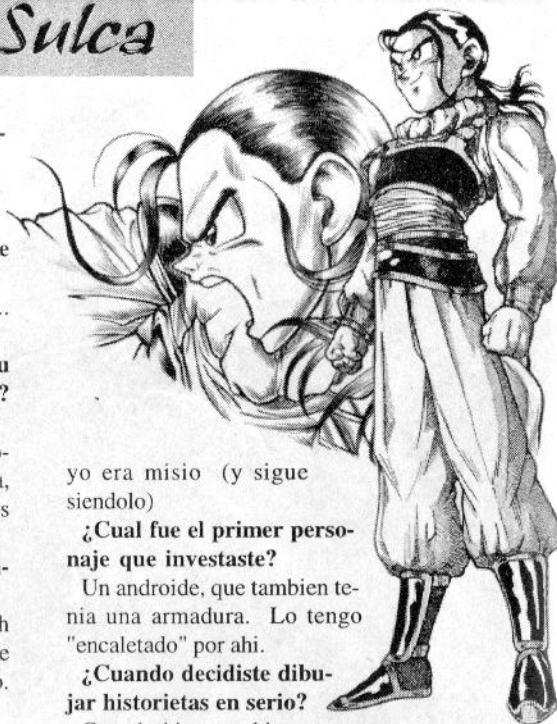 Sulca
e
u
?
s
h
e
yo era misio (y sigue
siendolo)
¿Cual fue el primer perso-
naje que investaste?
Un androide, que tambien te-
nia una armadura. Lo tengo
"encaletado" por ahi.
¿Cuando decidiste dibu-
jar historietas en serio?